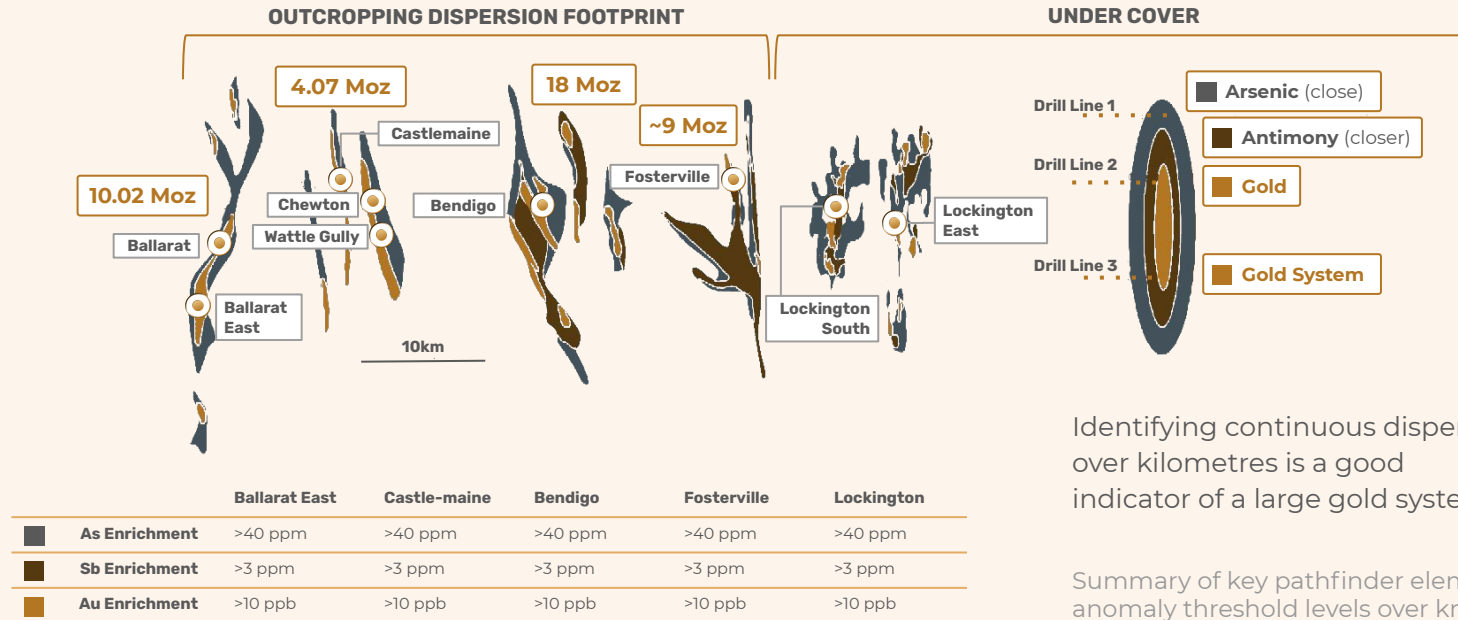 OUTCROPPING DISPERSION FOOTPRINT
UNDER COVER
10.02 Moz
4.07 Moz
18 Moz
~9 Moz
Castlemaine
Chewton
Wattle Gully
Ballarat
Ballarat
East
Bendigo
Fosterville
Lockington
South
Lockington
East
10km
Drill Line 1
Drill Line 2
Drill Line 3
Arsenic (close)
Antimony (closer)
Gold
Gold System
Identifying continuous
over kilometres is a good
indicator of a large gold
Summary of key pathfinder
anomaly threshold levels over
Ballarat East Castle-maine Bendigo Fosterville Lockington
As Enrichment >40 ppm >40 ppm >40 ppm >40 ppm >40 ppm
Sb Enrichment >3 ppm >3 ppm >3 ppm >3 ppm >3 ppm
Au Enrichment >10 ppb >10 ppb >10 ppb >10 ppb >10 ppb